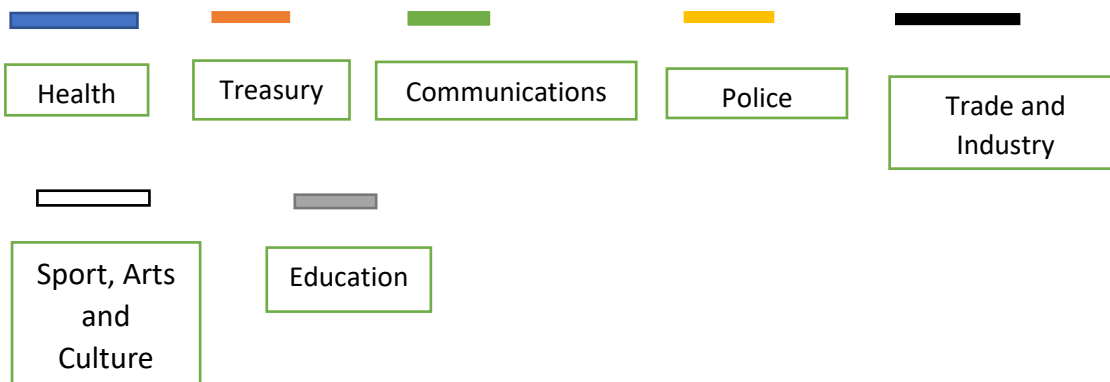 Health
Treasury
Communications
Police
Trade and
Industry
Sport, Arts
and
Culture
Education